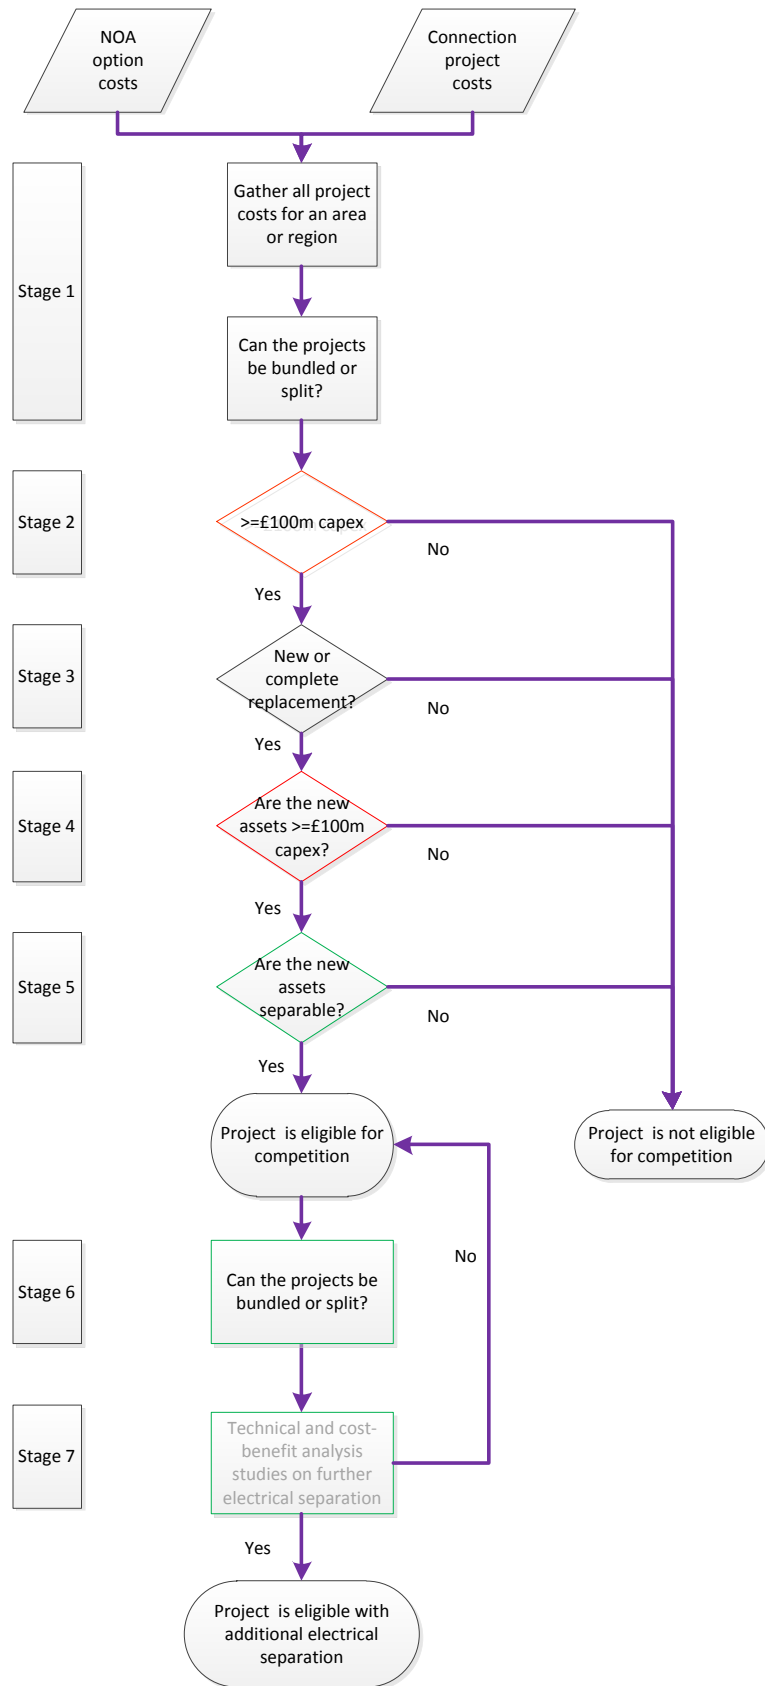 NOA
option
costs
Connection
project
costs
Stage 1
Gather all project
costs for an area
or region
Can the projects
be bundled or
split?
Stage 2
>=£100m capex
No
Yes
Stage 3
New or
complete
replacement?
No
Yes
Stage 4
Are the new
assets >=£100m
capex?
No
Yes
Stage 5
Are the new
assets
separable?
No
Yes
Project is eligible for
competition
Project is not eligible
for competition
Stage 6
Can the projects be
bundled or split?
No
Stage 7
Technical and cost-
benefit analysis
studies on further
electrical separation
Yes
Project is eligible with
additional electrical
separation